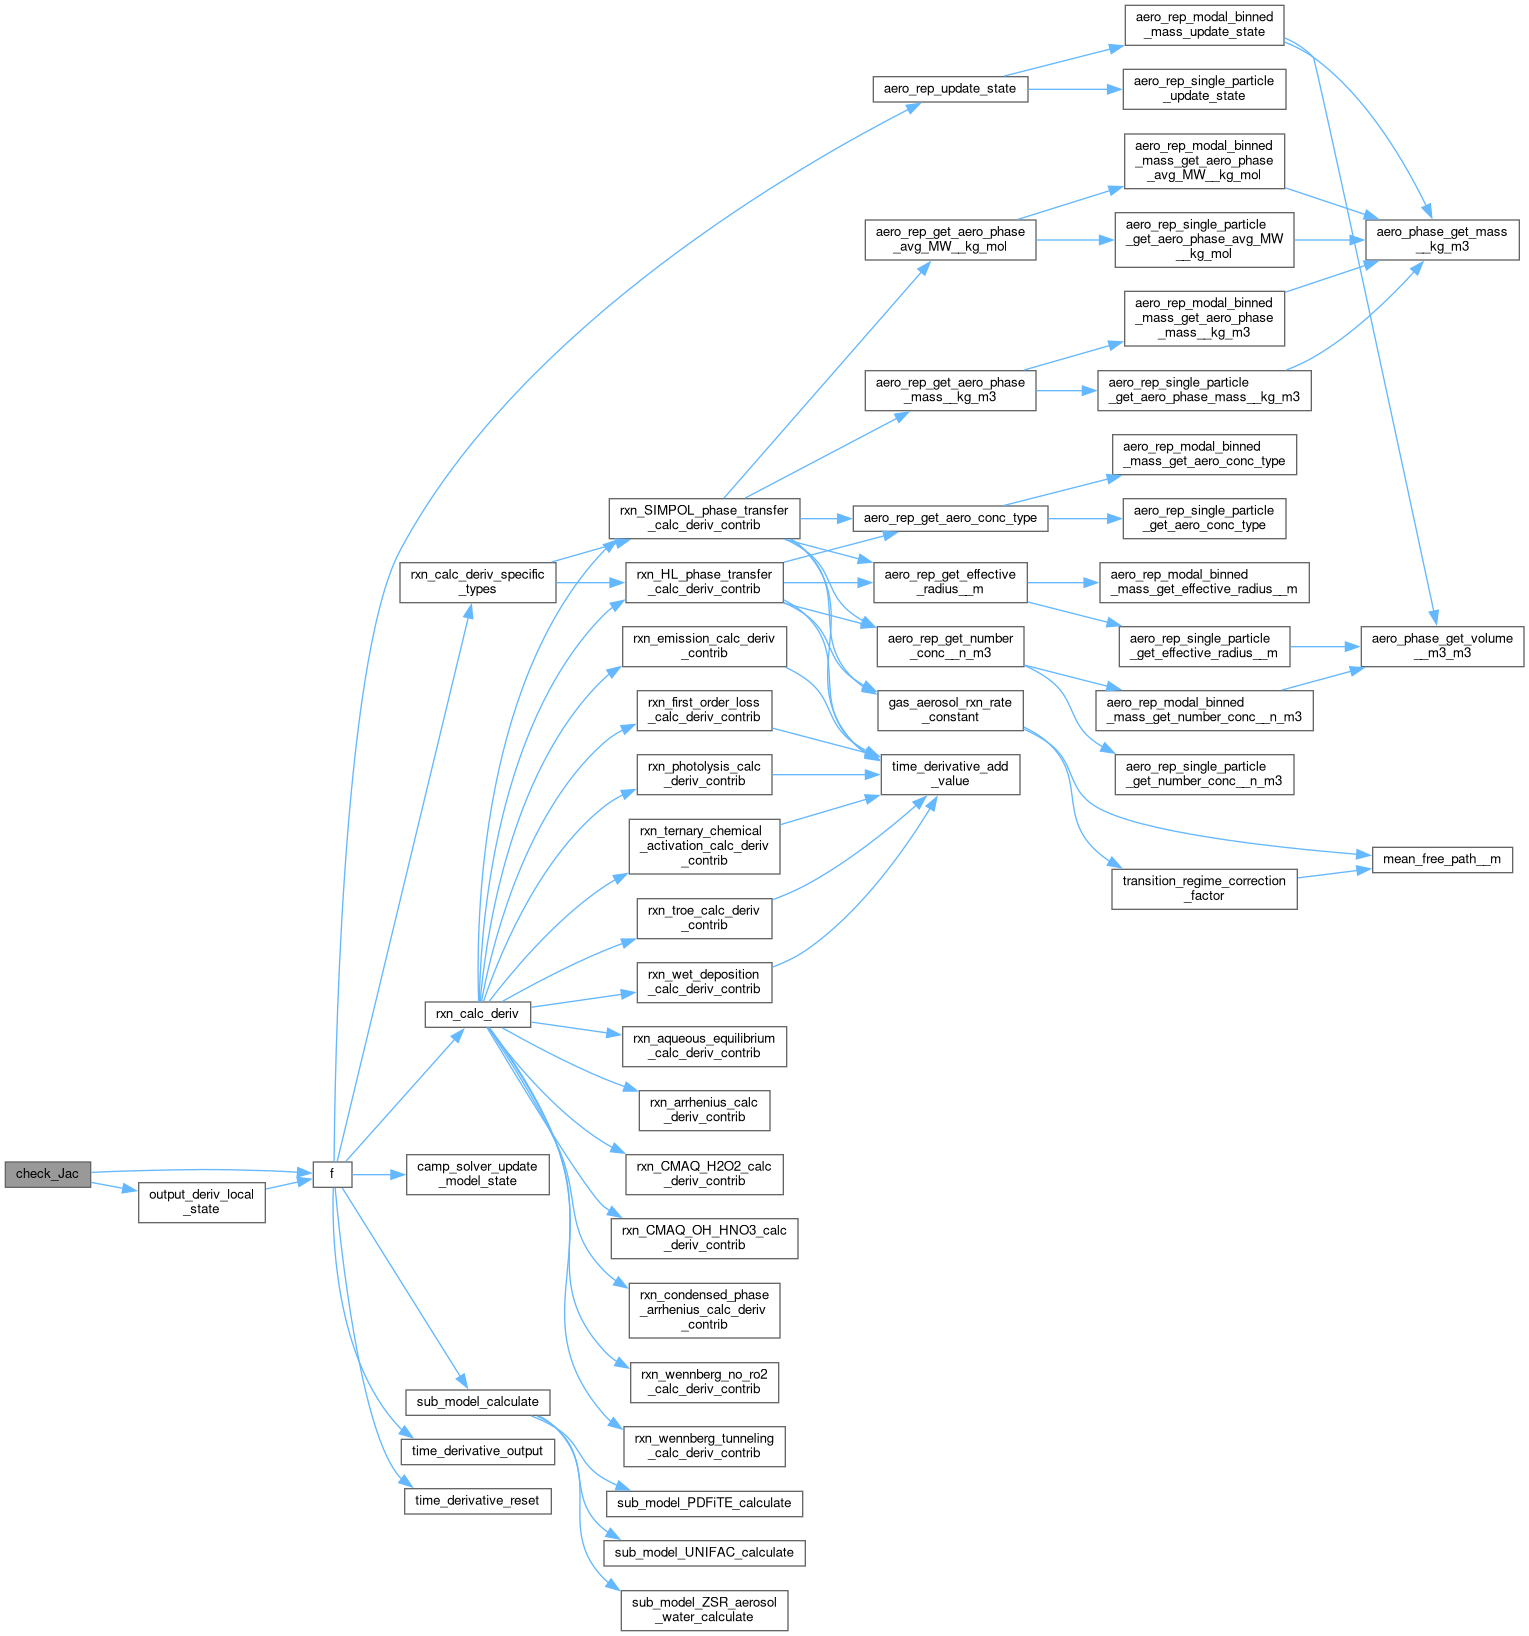 aero_rep_modal_binned
_mass_update_state
aero_rep_update_state
aero_rep_single_particle
_update_state
aero_rep_modal_binned
_mass_get_aero_phase
_avg_MW__kg_mol
aero_rep_get_aero_phase
_avg_MW__kg_mol
aero_rep_single_particle
_get_aero_phase_avg_MW
__kg_mol
aero_phase_get_mass
__kg_m3
aero_rep_modal_binned
_mass_get_aero_phase
_mass__kg_m3
aero_rep_get_aero_phase
_mass__kg_m3
aero_rep_single_particle
_get_aero_phase_mass__kg_m3
aero_rep_modal_binned
_mass_get_aero_conc_type
rxn_SIMPOL_phase_transfer
_calc_deriv_contrib
aero_rep_get_aero_conc_type
aero_rep_single_particle
_get_aero_conc_type
rxn_calc_deriv_specific
_types
rxn_HL_phase_transfer
_calc_deriv_contrib
aero_rep_get_effective
_radius__m
aero_rep_modal_binned
_mass_get_effective_radius__m
rxn_emission_calc_deriv
_contrib
aero_rep_get_number
_conc__n_m3
aero_rep_single_particle
_get_effective_radius__m
aero_phase_get_volume
__m3_m3
rxn_first_order_loss
_calc_deriv_contrib
gas_aerosol_rxn_rate
_constant
aero_rep_modal_binned
_mass_get_number_conc__n_m3
rxn_photolysis_calc
_deriv_contrib
time_derivative_add
_value
aero_rep_single_particle
_get_number_conc__n_m3
rxn_ternary_chemical
_activation_calc_deriv
_contrib
mean_free_path__m
transition_regime_correction
_factor
rxn_troe_calc_deriv
_contrib
rxn_wet_deposition
_calc_deriv_contrib
rxn_calc_deriv
rxn_aqueous_equilibrium
_calc_deriv_contrib
rxn_arrhenius_calc
_deriv_contrib
check_Jac
f
camp_solver_update
_model_state
rxn_CMAQ_H2O2_calc
_deriv_contrib
output_deriv_local
_state
rxn_CMAQ_OH_HNO3_calc
_deriv_contrib
rxn_condensed_phase
_arrhenius_calc_deriv
_contrib
rxn_wennberg_no_ro2
_calc_deriv_contrib
sub_model_calculate
rxn_wennberg_tunneling
_calc_deriv_contrib
time_derivative_output
time_derivative_reset
sub_model_PDFiTE_calculate
sub_model_UNIFAC_calculate
sub_model_ZSR_aerosol
_water_calculate